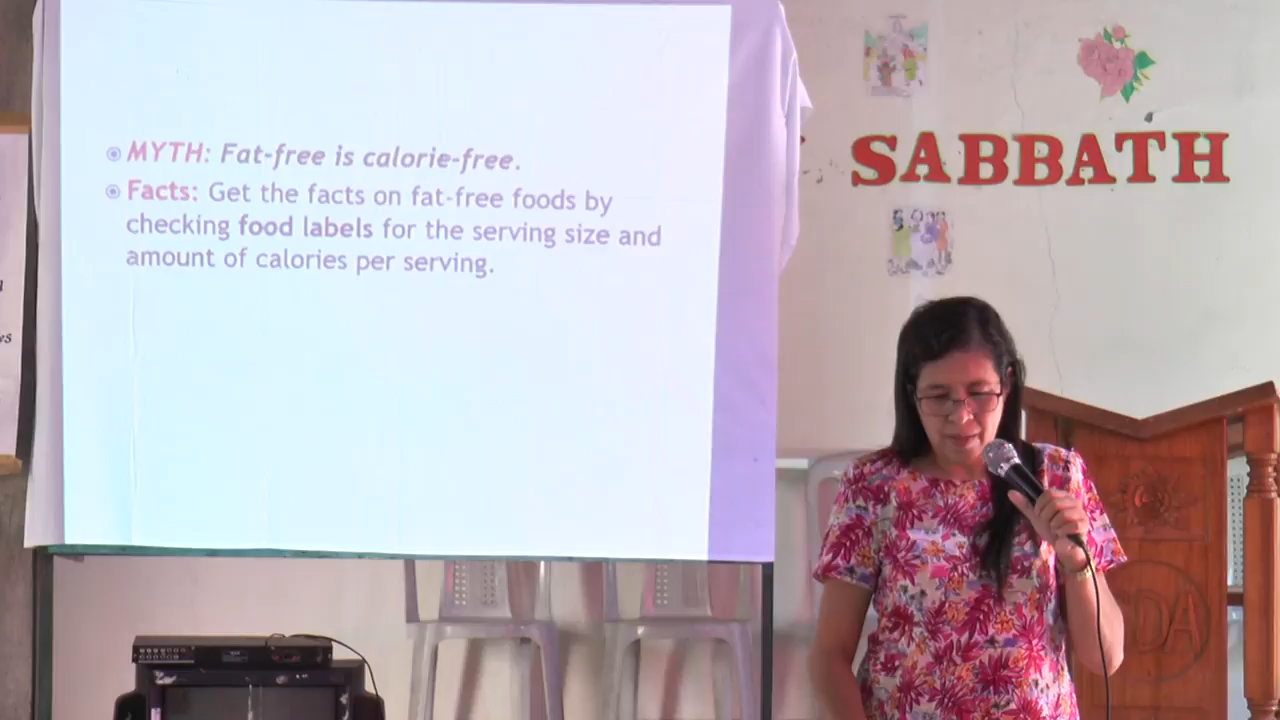 MYTH: Fat-free is calorie-free.
Facts: Get the facts on fat-free foods by
checking food labels for the serving size and
amount of calories per serving.
SABBATH
SDA